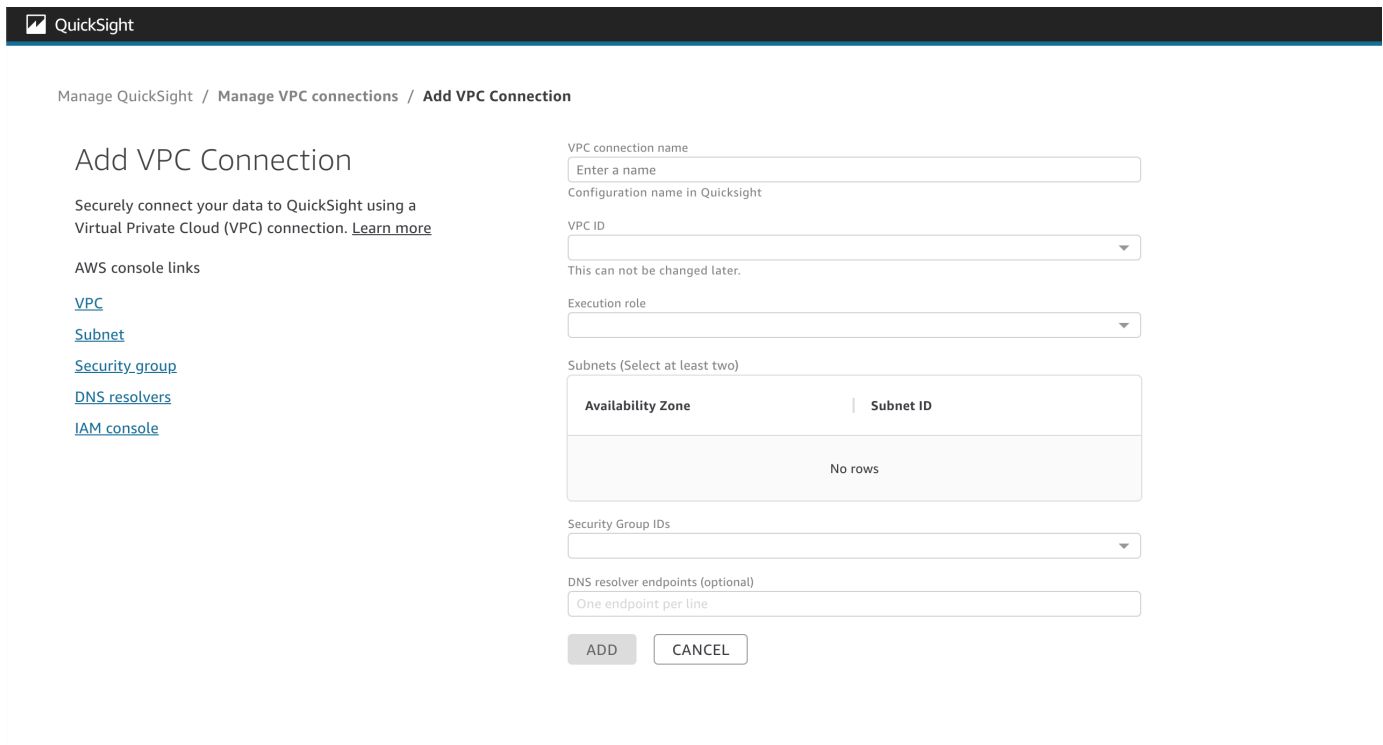 QuickSight
Manage QuickSight / Manage VPC connections / Add VPC Connection
Add VPC Connection
Securely connect your data to QuickSight using a
Virtual Private Cloud (VPC) connection. Learn more
AWS console links
VPC
Subnet
Security group
DNS resolvers
IAM console
VPC connection name
Enter a name
Configuration name in Quicksight
VPC ID
This can not be changed later.
Execution role
Subnets (Select at least two)
Availability Zone Subnet ID
No rows
Security Group IDs
DNS resolver endpoints (optional)
One endpoint per line
ADD CANCEL